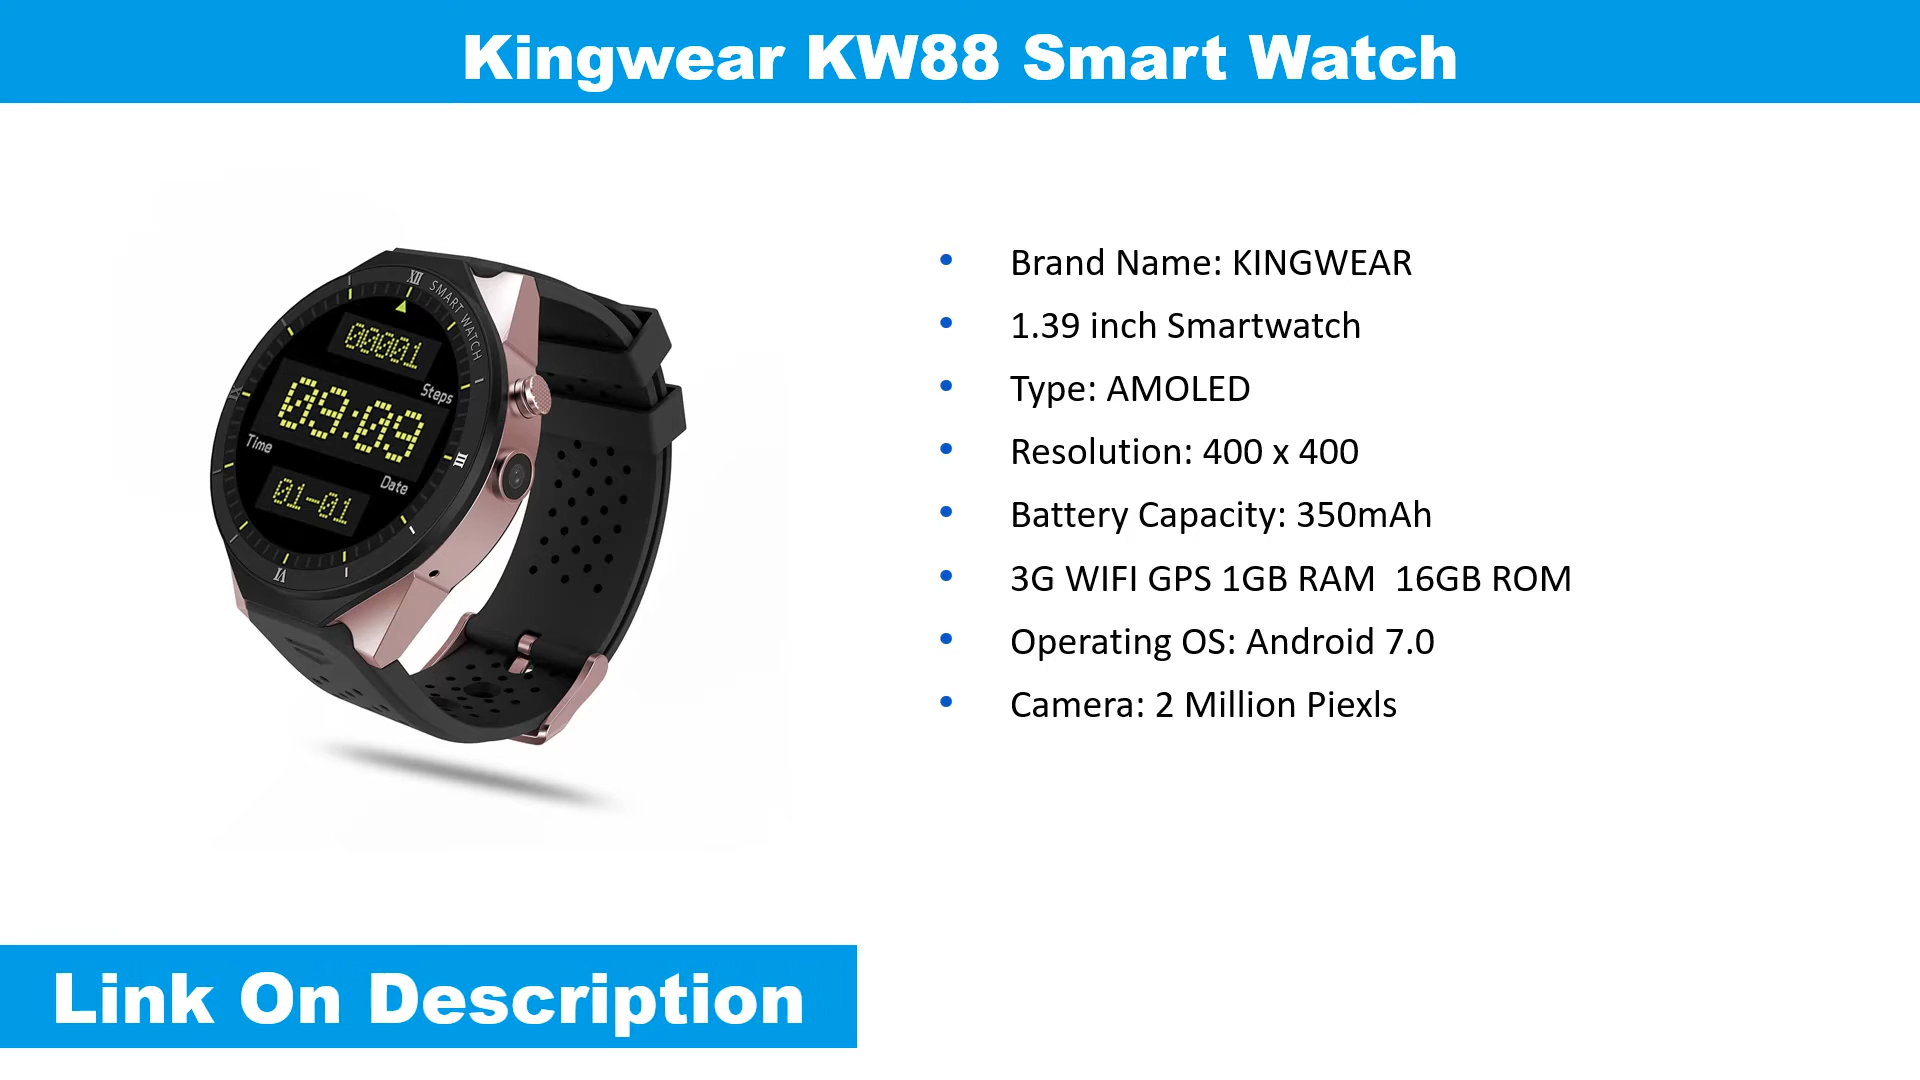 Kingwear KW88 Smart Watch
XII
SMART WATCH
00001
Steps
09:09
Time
III
Date
01-01
VI
• Brand Name: KINGWEAR
• 1.39 inch Smartwatch
• Type: AMOLED
• Resolution: 400 x 400
• Battery Capacity: 350mAh
• 3G WIFI GPS 1GB RAM  16GB ROM
• Operating OS: Android 7.0
• Camera: 2 Million Piexls
Link On Description